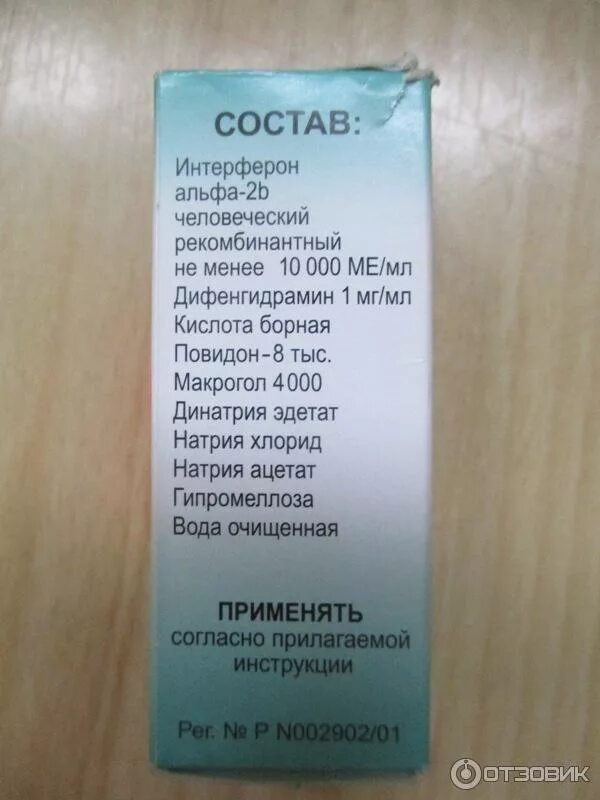 СОСТАВ:
Интерферон
альфа-2b
человеческий
рекомбинантный
не менее 10 000 МЕ/мл
Дифенгидрамин 1 мг/мл
Кислота борная
Повидон-8 тыс.
Макрогол 4000
Динатрия эдетат
Натрия хлорид
Натрия ацетат
Гипромеллоза
Вода очищенная
ПРИМЕНЯТЬ
согласно прилагаемой
инструкции
Рег. № Р N002902/01
ОТЗОВИК